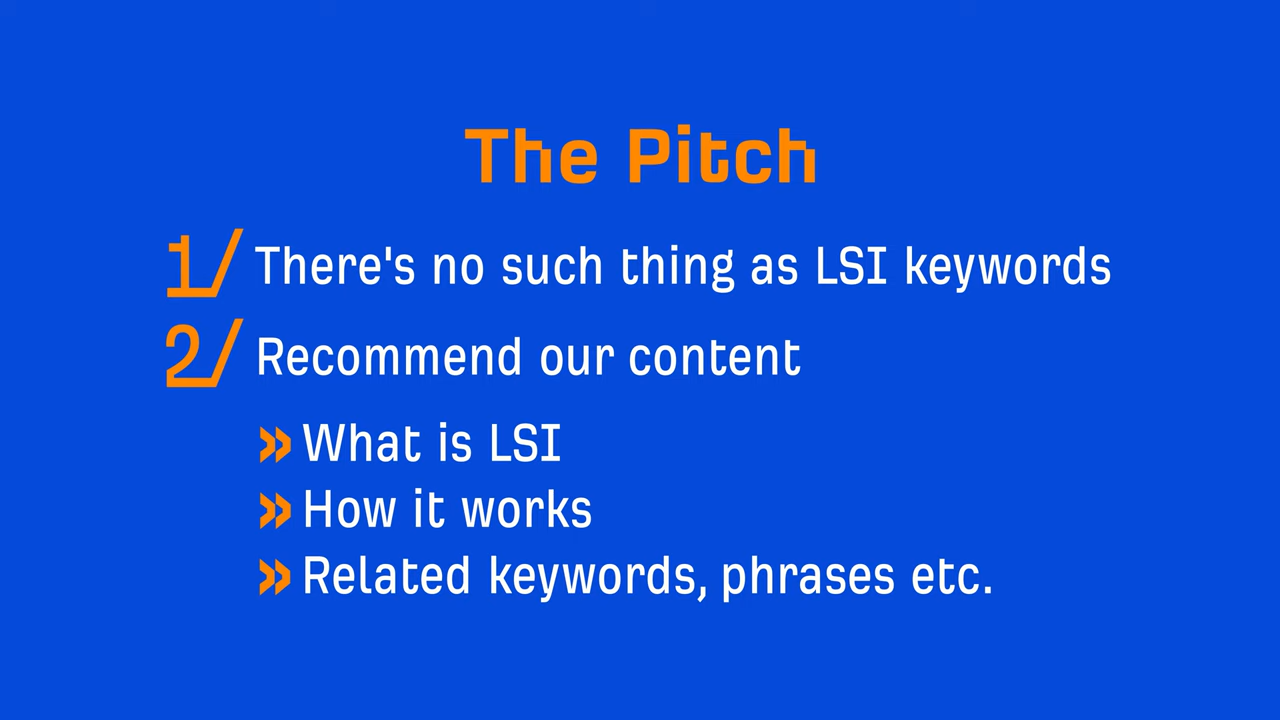 The Pitch
1/ There's no such thing as LSI keywords
2/ Recommend our content
» What is LSI
» How it works
» Related keywords, phrases etc.